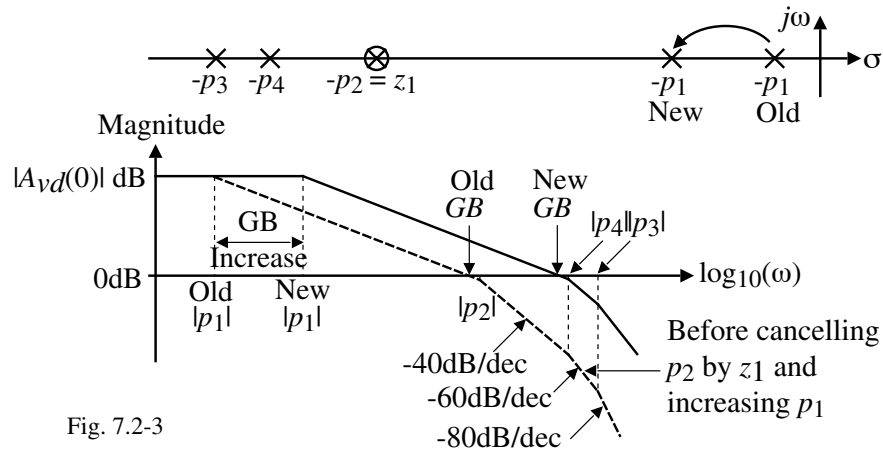 jω
σ
-p3 -p4 -p2 = z1 -p1 -p1
New Old
Magnitude
|Avd(0)| dB
Old
GB
New
GB
|p4||p3|
GB
Increase
0dB
log10(ω)
Old
|p1|
New
|p1|
|p2|
Before cancelling
p2 by z1 and
increasing p1
-40dB/dec
-60dB/dec
-80dB/dec
Fig. 7.2-3